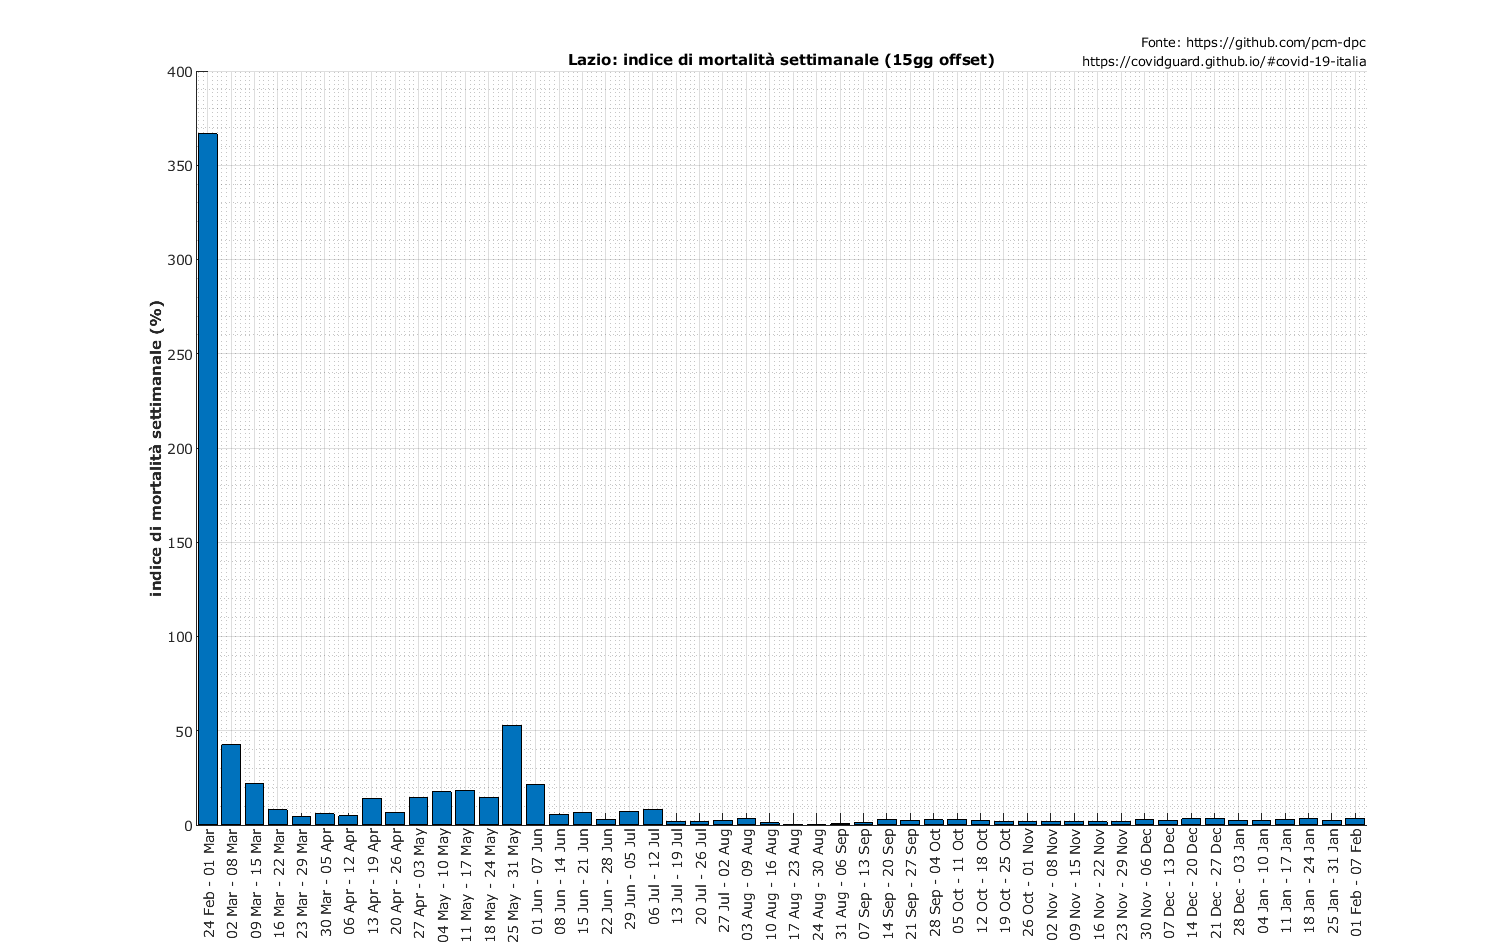 Fonte: https://github.com/pcm-dpc
Lazio: indice di mortalità settimanale (15gg offset)
https://covidguard.github.io/#covid-19-italia
indice di mortalità settimanale (%)
400
350
300
250
200
150
100
50
0
24 Feb - 01 Mar
02 Mar - 08 Mar
09 Mar - 15 Mar
16 Mar - 22 Mar
23 Mar - 29 Mar
30 Mar - 05 Apr
06 Apr - 12 Apr
13 Apr - 19 Apr
20 Apr - 26 Apr
27 Apr - 03 May
04 May - 10 May
11 May - 17 May
18 May - 24 May
25 May - 31 May
01 Jun - 07 Jun
08 Jun - 14 Jun
15 Jun - 21 Jun
22 Jun - 28 Jun
29 Jun - 05 Jul
06 Jul - 12 Jul
13 Jul - 19 Jul
20 Jul - 26 Jul
27 Jul - 02 Aug
03 Aug - 09 Aug
10 Aug - 16 Aug
17 Aug - 23 Aug
24 Aug - 30 Aug
31 Aug - 06 Sep
07 Sep - 13 Sep
14 Sep - 20 Sep
21 Sep - 27 Sep
28 Sep - 04 Oct
05 Oct - 11 Oct
12 Oct - 18 Oct
19 Oct - 25 Oct
26 Oct - 01 Nov
02 Nov - 08 Nov
09 Nov - 15 Nov
16 Nov - 22 Nov
23 Nov - 29 Nov
30 Nov - 06 Dec
07 Dec - 13 Dec
14 Dec - 20 Dec
21 Dec - 27 Dec
28 Dec - 03 Jan
04 Jan - 10 Jan
11 Jan - 17 Jan
18 Jan - 24 Jan
25 Jan - 31 Jan
01 Feb - 07 Feb